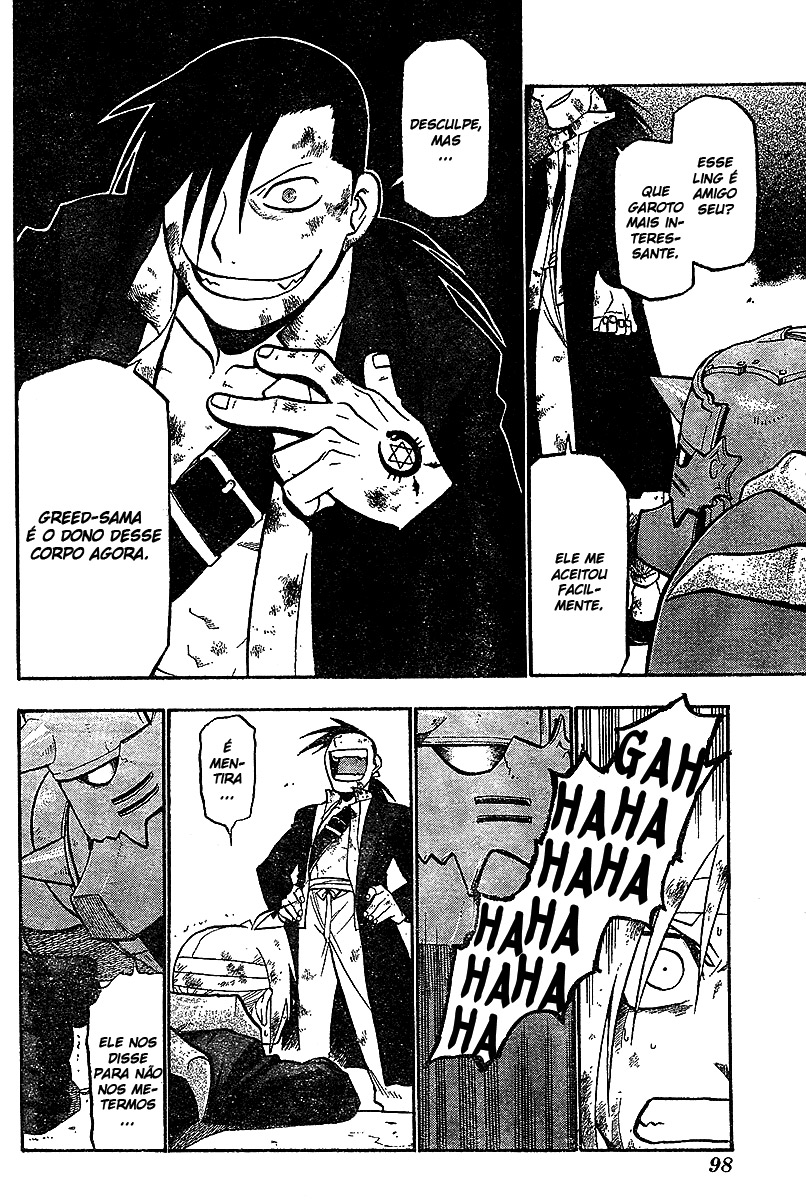 ESSE
LING É
AMIGO
SEU?
QUE
GAROTO
MAIS IN-
TERES-
SANTE.
ELE ME
ACEITOU
FACIL-
MENTE.
DESCULPE,
MAS
...
GREED-SAMA
É O DONO DESSE
CORPO AGORA.
GAH
HAHA
HAHA
HAHA
HAHA
HA
É
MEN-
TIRA
...
ELE NOS
DISSE
PARA NÃO
NOS ME-
TERMOS
...
98